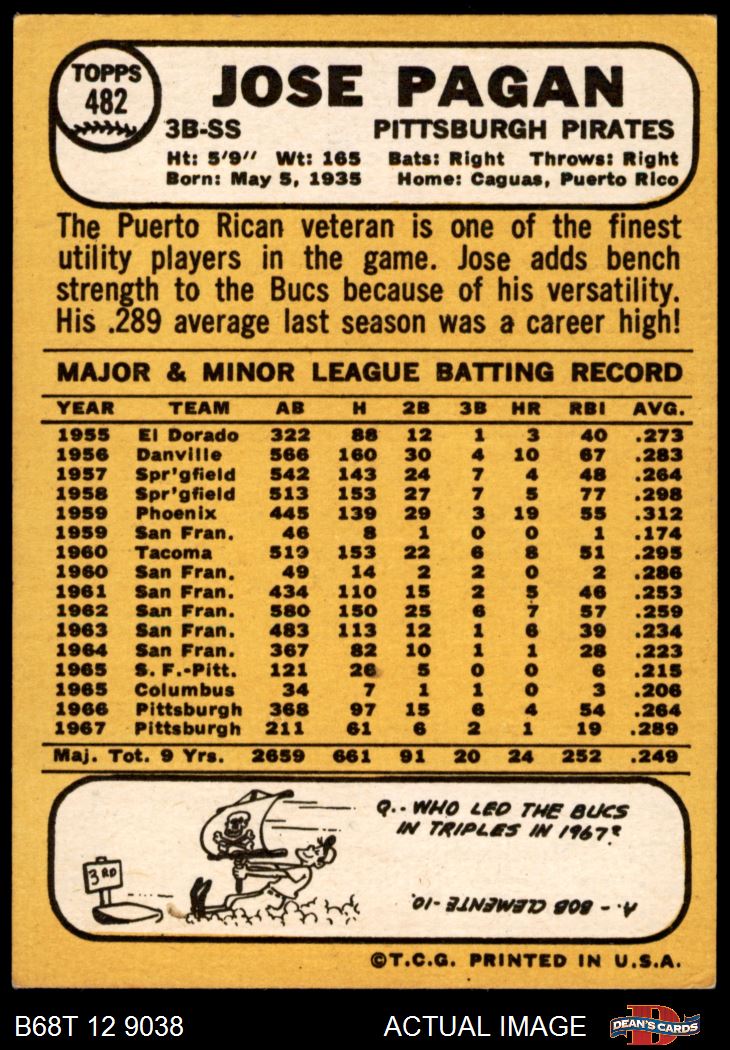 TOPPS
482
JOSE PAGAN
3B-SS PITTSBURGH PIRATES
Ht: 5'9'' Wt: 165 Bats: Right Throws: Right
Born: May 5, 1935 Home: Caguas, Puerto Rico
The Puerto Rican veteran is one of the finest
utility players in the game. Jose adds bench
strength to the Bucs because of his versatility.
His .289 average last season was a career high!
MAJOR & MINOR LEAGUE BATTING RECORD
YEAR TEAM AB H 2B 3B HR RBI AVG.
1955 El Dorado 322 88 12 1 3 40 .273
1956 Danville 566 160 30 4 10 67 .283
1957 Spr'gfield 542 143 24 7 4 48 .264
1958 Spr'gfield 513 153 27 7 5 77 .298
1959 Phoenix 445 139 29 3 19 55 .312
1959 San Fran. 46 8 1 0 0 1 .174
1960 Tacoma 519 153 22 6 8 51 .295
1960 San Fran. 49 14 2 2 0 2 .286
1961 San Fran. 434 110 15 2 5 46 .253
1962 San Fran. 580 150 25 6 7 57 .259
1963 San Fran. 483 113 12 1 6 39 .234
1964 San Fran. 367 82 10 1 1 28 .223
1965 S. F.-Pitt. 121 26 5 0 0 6 .215
1965 Columbus 34 7 1 1 0 3 .206
1966 Pittsburgh 368 97 15 6 4 54 .264
1967 Pittsburgh 211 61 6 2 1 19 .289
Maj. Tot. 9 Yrs. 2659 661 91 20 24 252 .249
Q.- WHO LED THE BUCS
IN TRIPLES IN 1967?
3RD
A.- BOB CLEMENTE-10.
©T.C.G. PRINTED IN U.S.A.
B68T 12 9038 ACTUAL IMAGE DEAN'S CARDS